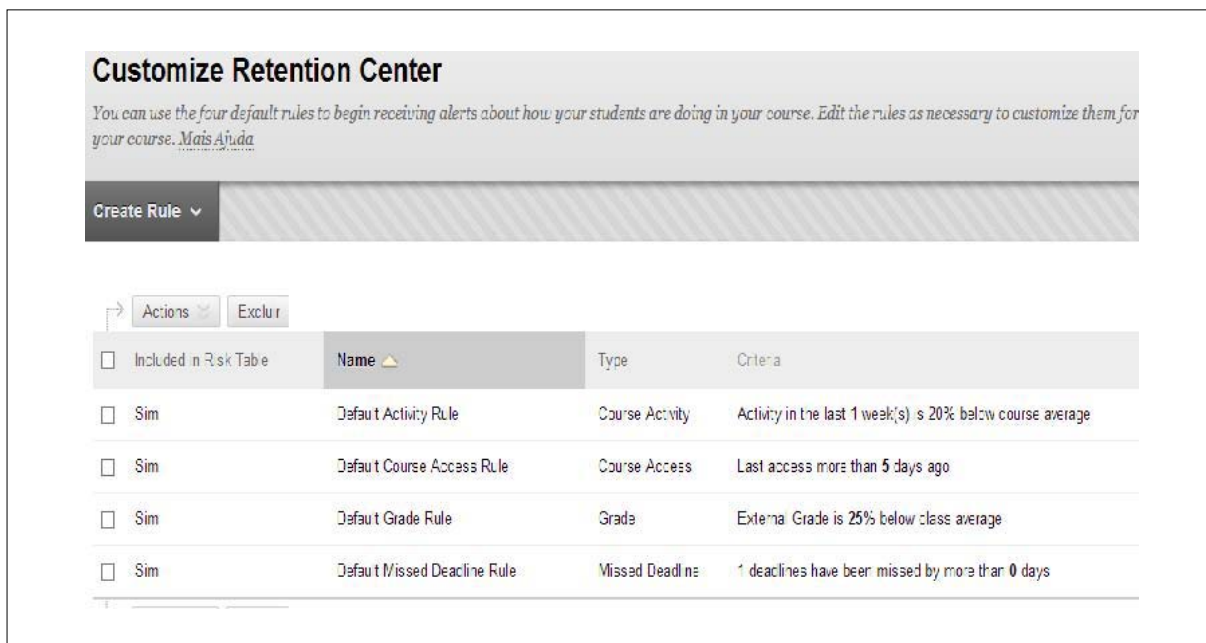 Customize Retention Center
You can use the four default rules to begin receiving alerts about how your students are doing in your course. Edit the rules as necessary to customize them for
your course. Mais Ajuda
Create Rule
Actions Excluir
Included in Risk Table Name Type Criteria
Sim Default Activity Rule Course Activity Activity in the last 1 week(s) is 20% below course average
Sim Default Course Access Rule Course Access Last access more than 5 days ago
Sim Default Grade Rule Grade External Grade is 25% below class average
Sim Default Missed Deadline Rule Missed Deadline 1 deadlines have been missed by more than 0 days